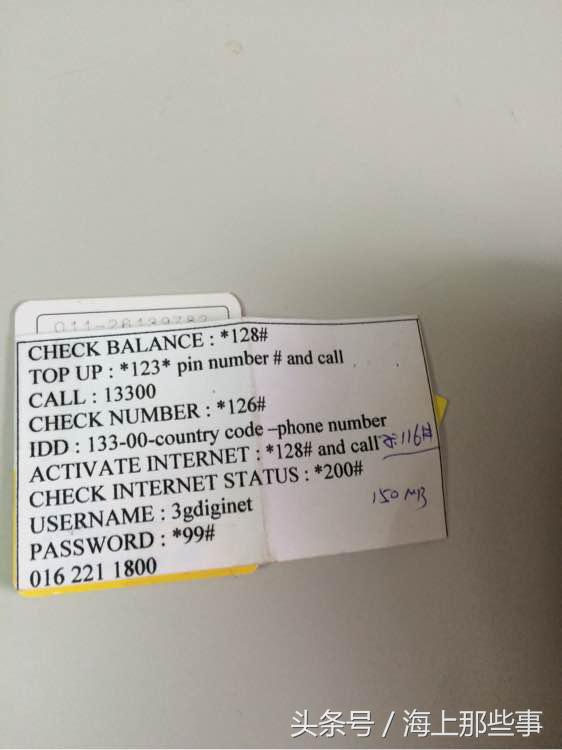 CHECK BALANCE : *128#
TOP UP : *123* pin number # and call
CALL : 13300
CHECK NUMBER : *126#
IDD : 133-00-country code –phone number
ACTIVATE INTERNET : *128# and call *116#
CHECK INTERNET STATUS : *200#
150 MB
USERNAME : 3gdiginet
PASSWORD : *99#
016 221 1800
头条号 / 海上那些事